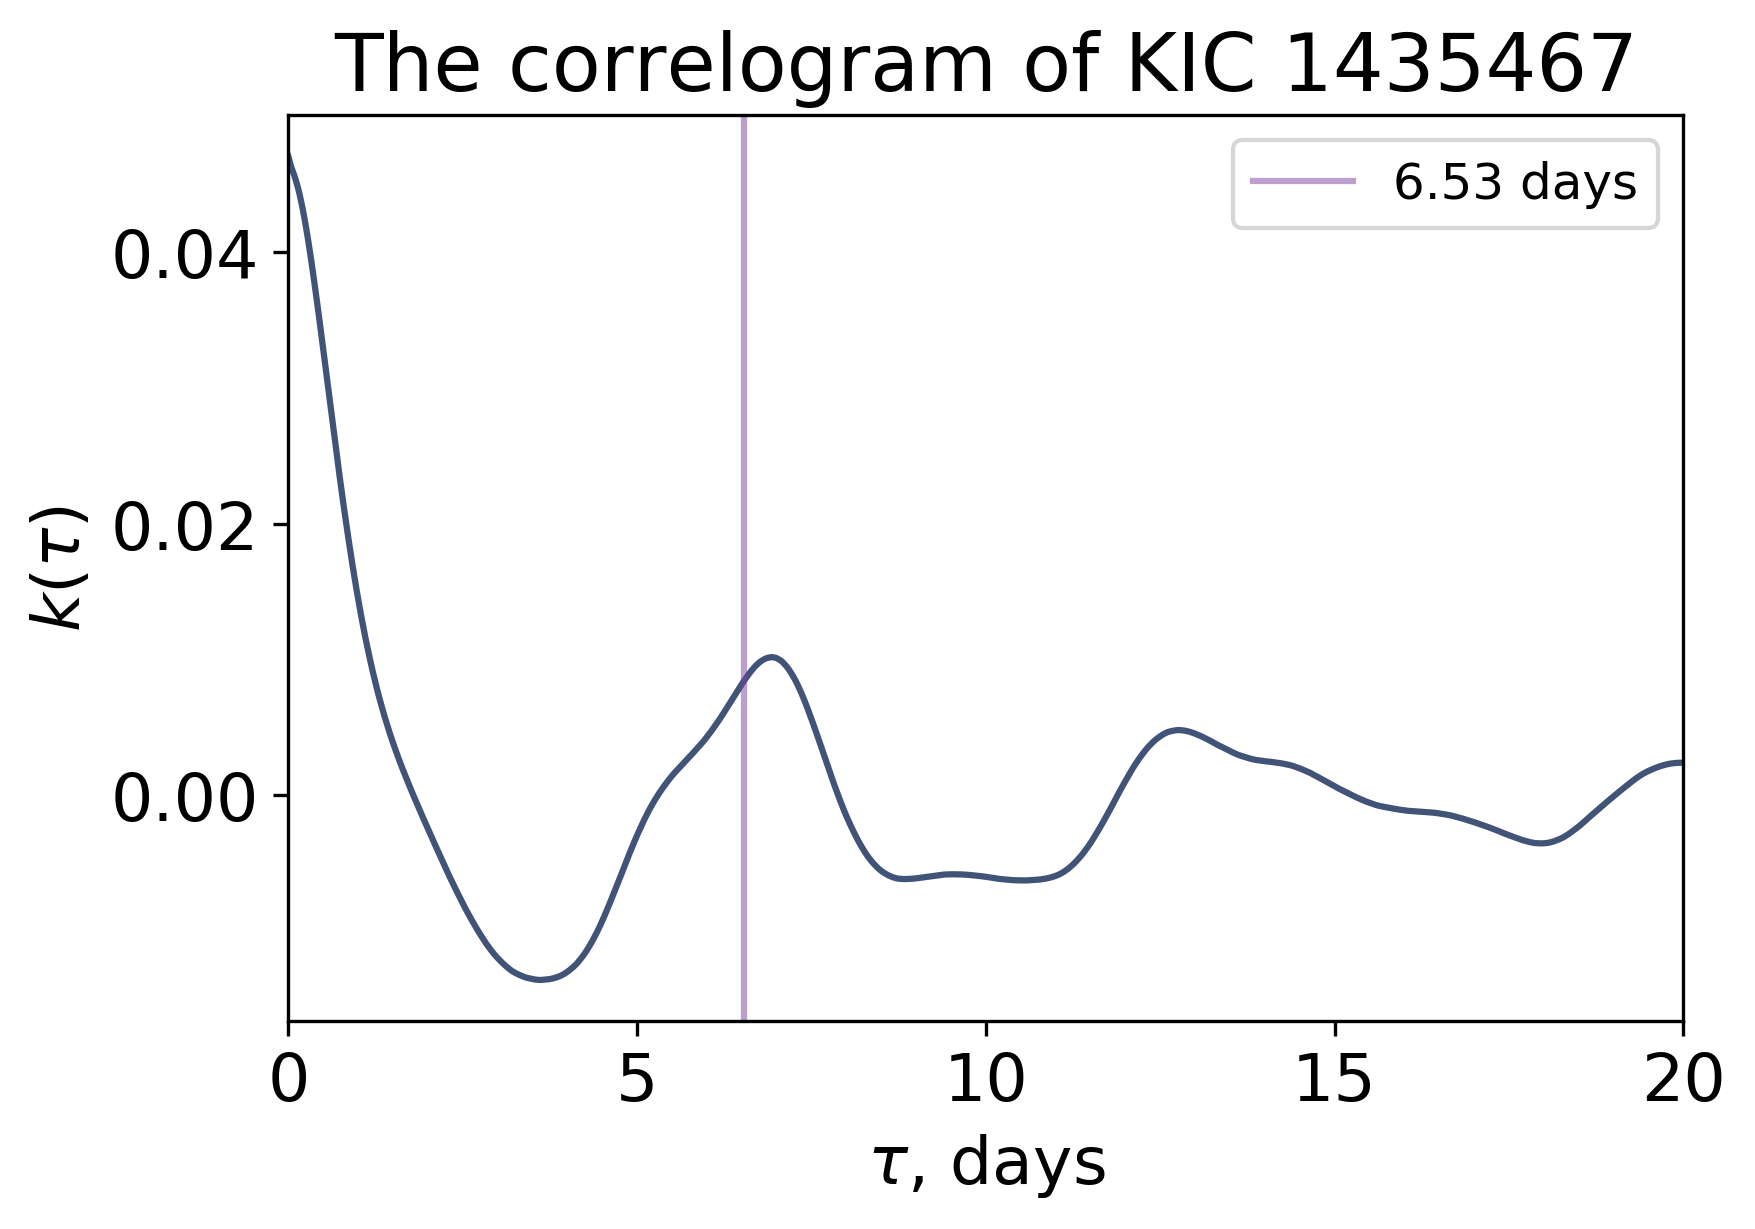 The correlogram of KIC 1435467
6.53 days
0.04
0.02
0.00
k(τ)
0 5 10 15 20
τ, days